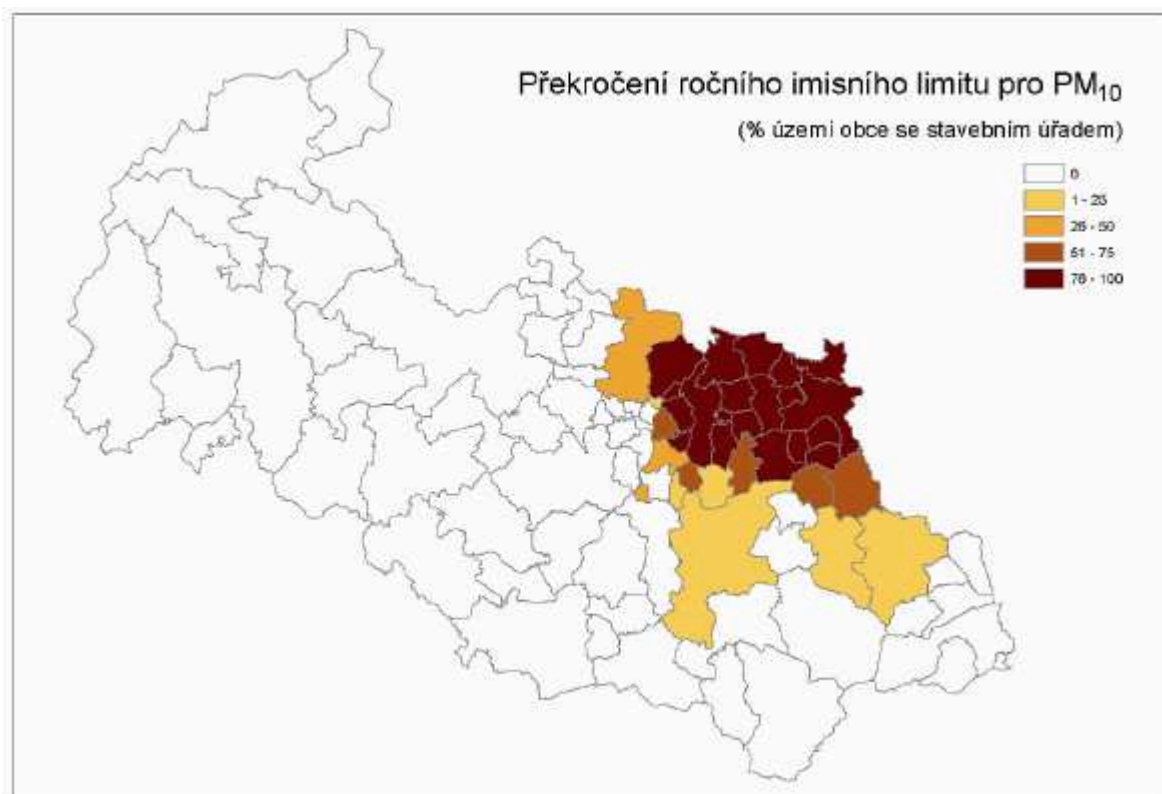 Překročení ročního imisního limitu pro PM₁₀
(% území obce se stavebním úřadem)
0
1 - 25
26 - 50
51 - 75
76 - 100